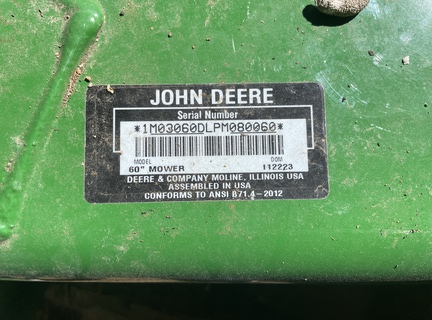 JOHN DEERE
Serial Number
*1M03060DLPM080060*
MODEL DOM
60" MOWER 112223
DEERE & COMPANY MOLINE, ILLINOIS USA
ASSEMBLED IN USA
CONFORMS TO ANSI B71.4-2012